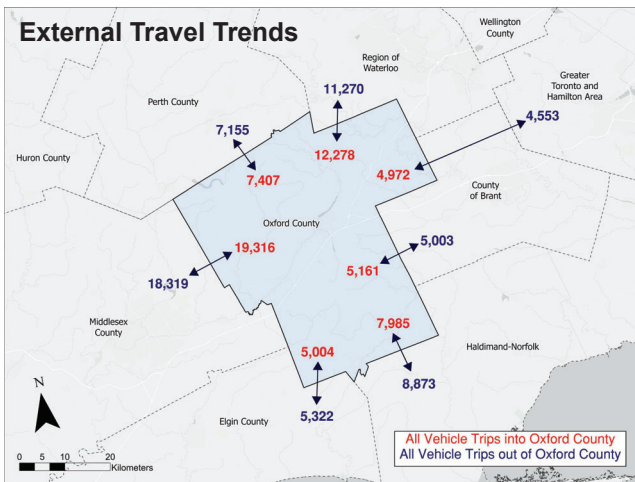 External Travel Trends
Wellington
County
Region of
Waterloo
Greater
Toronto and
Hamilton Area
11,270
Perth County
4,553
7,155
12,278
Huron County
7,407
4,972
County
of Brant
Oxford County
19,316
5,003
5,161
18,319
Middlesex
County
7,985
5,004
Haldimand-Norfolk
8,873
N
5,322
Elgin County
All Vehicle Trips into Oxford County
All Vehicle Trips out of Oxford County
0 5 10 20
Kilometers